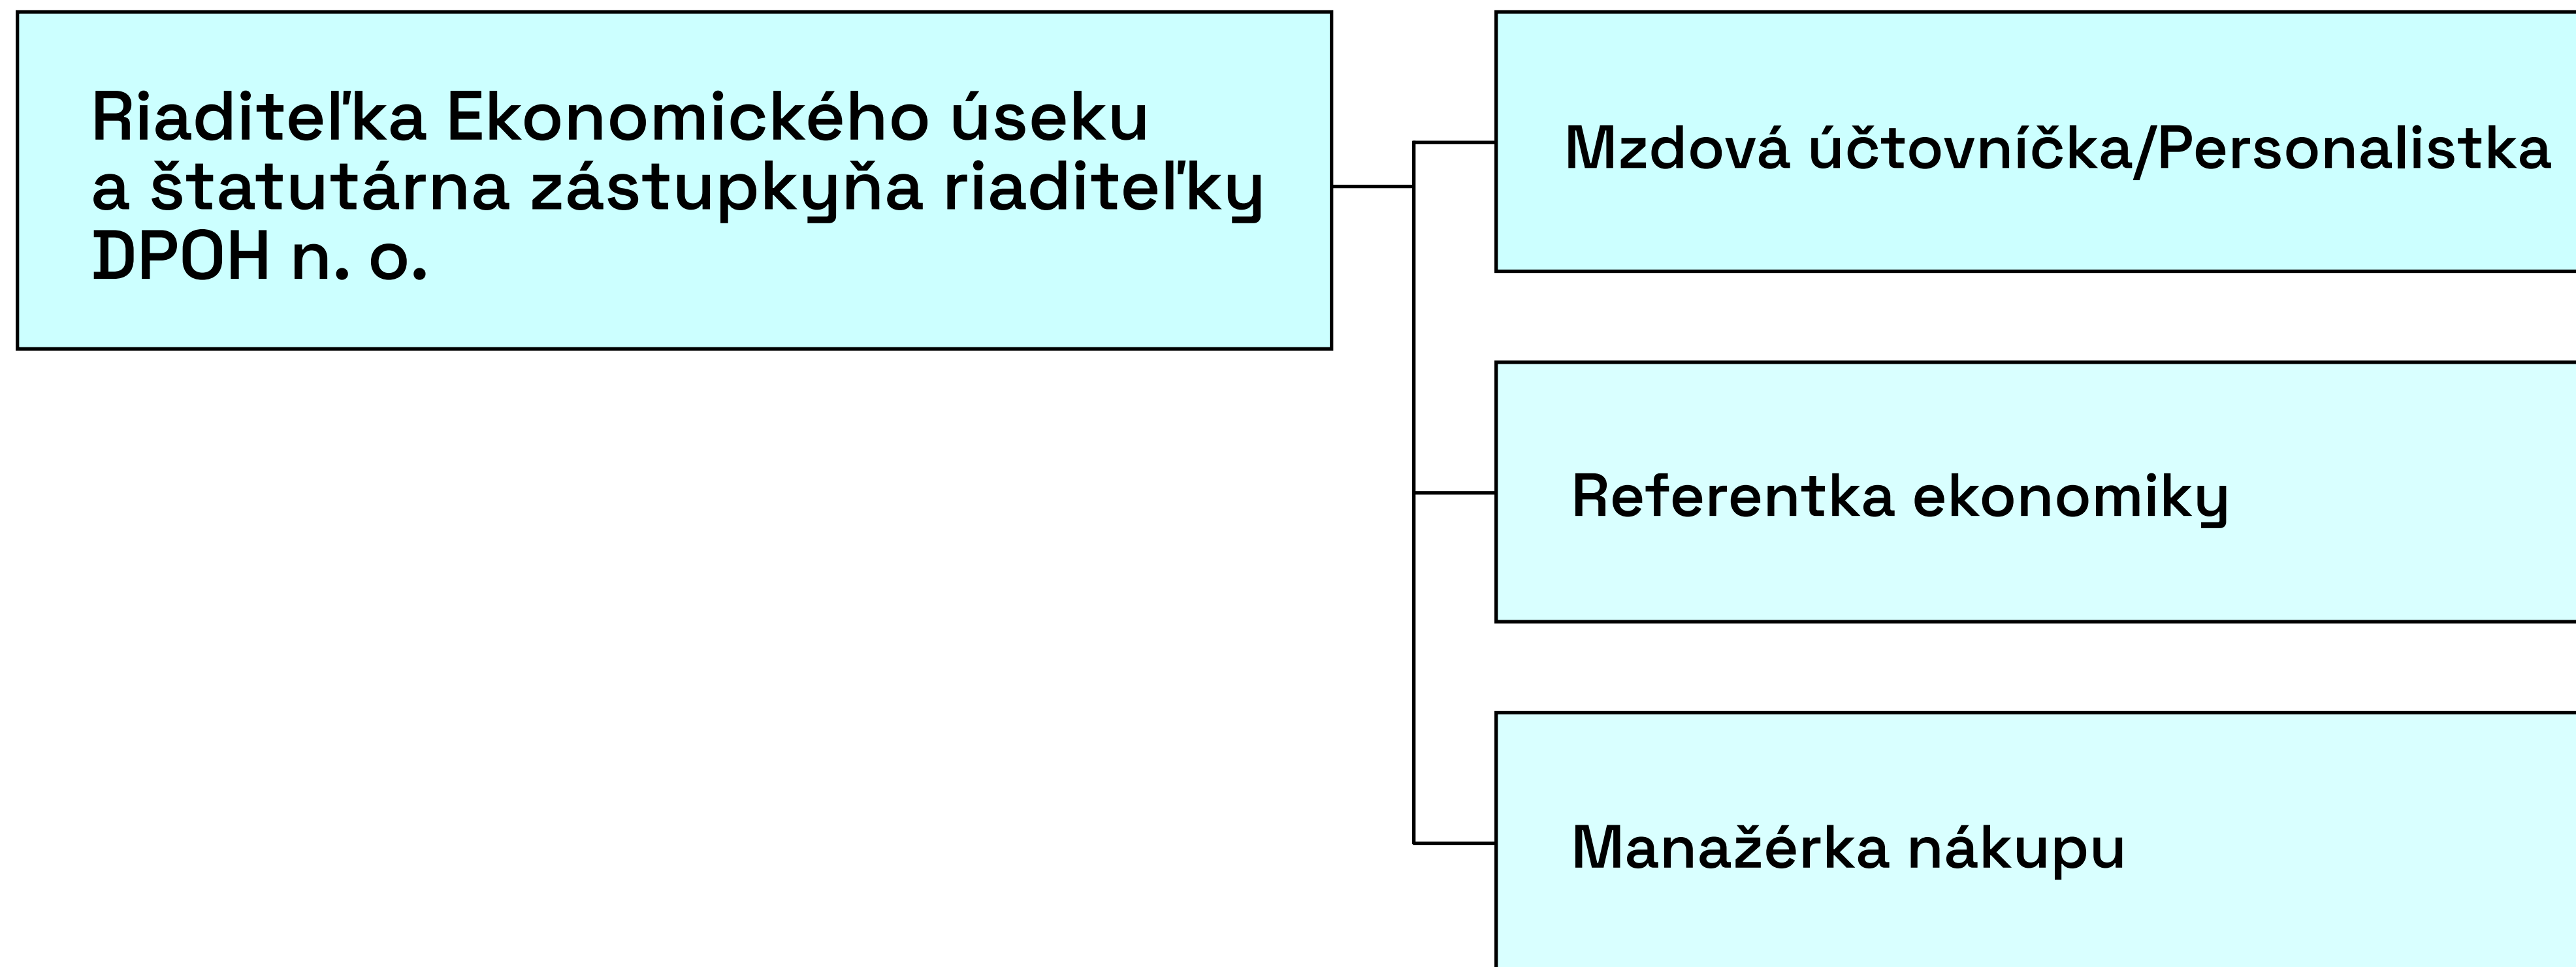 Riaditeľka Ekonomického úseku
a štatutárna zástupkyňa riaditeľky
DPOH n. o.
Mzdová účtovníčka/Personalistka
Referentka ekonomiky
Manažérka nákupu